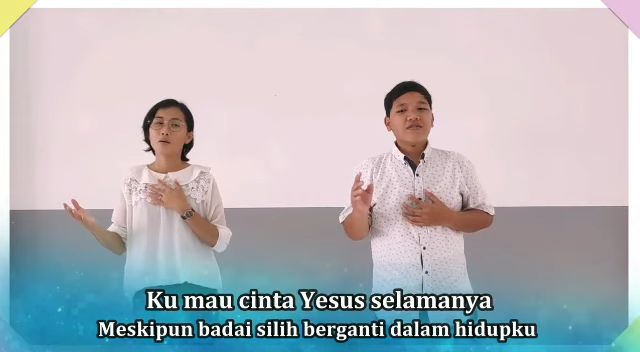 Ku mau cinta Yesus selamanya
Meskipun badai silih berganti dalam hidupku